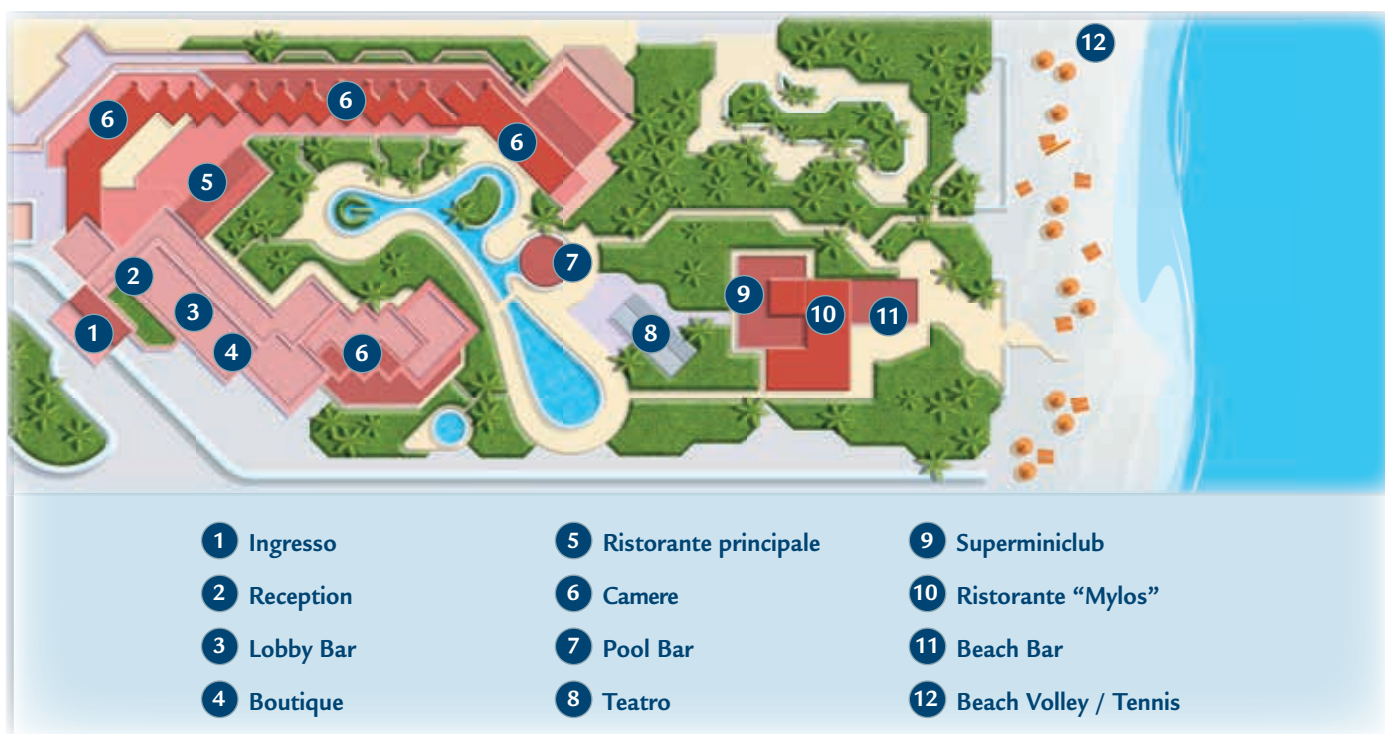 12
6
6
6
5
7
2
9
3
10
11
1
8
4
6
1 Ingresso
2 Reception
3 Lobby Bar
4 Boutique
5 Ristorante principale
6 Camere
7 Pool Bar
8 Teatro
9 Superminiclub
10 Ristorante “Mylos”
11 Beach Bar
12 Beach Volley / Tennis